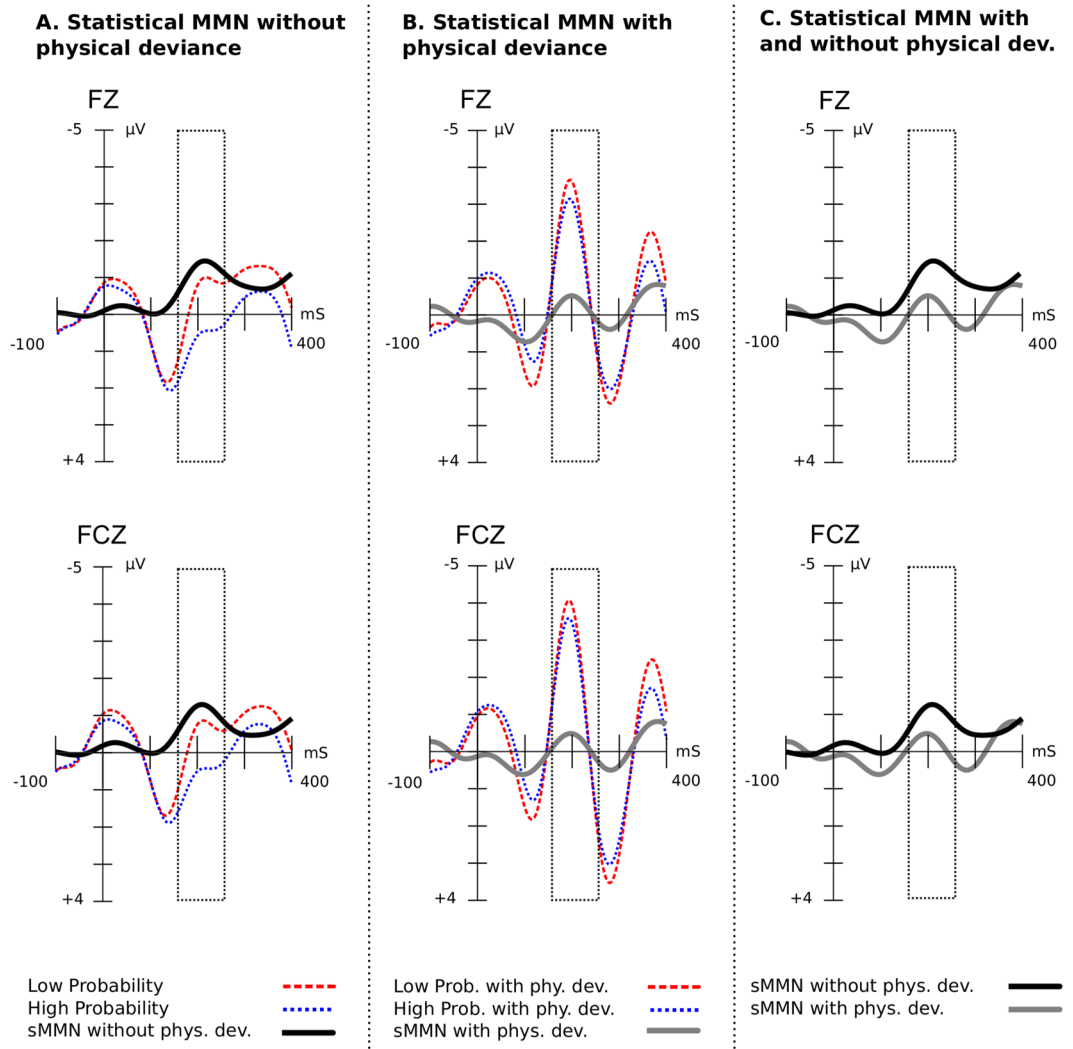 A. Statistical MMN without
physical deviance
FZ
-5 µV
mS
-100
400
+4
FCZ
-5 µV
mS
-100
400
+4
Low Probability
High Probability
sMMN without phys. dev.
B. Statistical MMN with
physical deviance
FZ
-5 µV
mS
-100
400
+4
FCZ
-5 µV
mS
-100
400
+4
Low Prob. with phy. dev.
High Prob. with phy. dev.
sMMN with phys. dev.
C. Statistical MMN with
and without physical dev.
FZ
-5 µV
mS
-100
400
+4
FCZ
-5 µV
mS
-100
400
+4
sMMN without phys. dev.
sMMN with phys. dev.